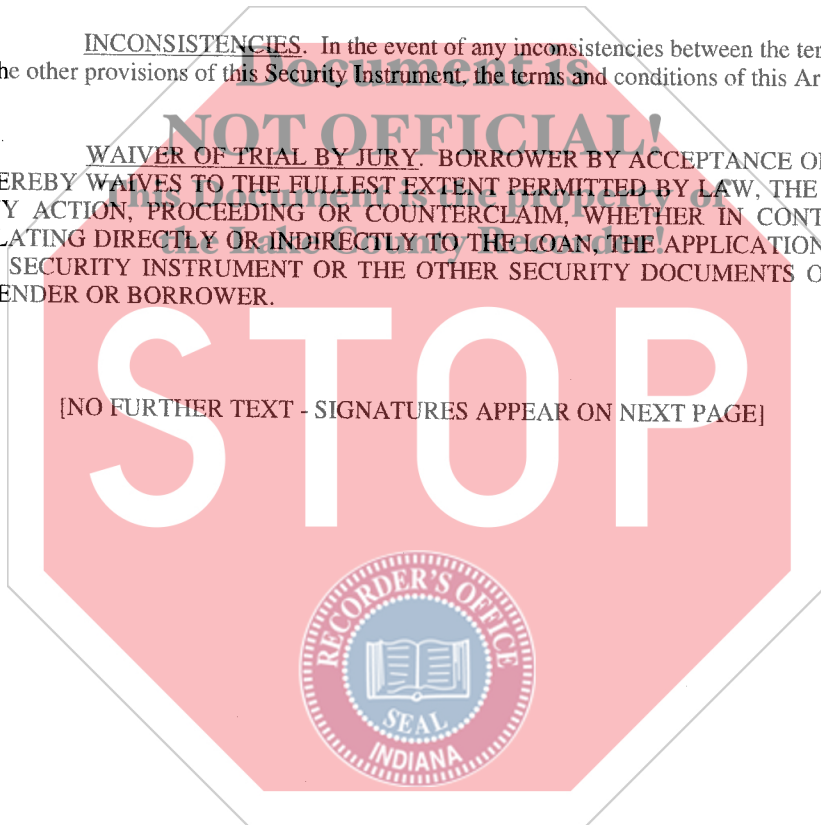 INCONSISTENCIES. In the event of any inconsistencies between the ter
he other provisions of this Security Instrument, the terms and conditions of this Ar
Document is
NOT OFFICIAL!
WAIVER OF TRIAL BY JURY. BORROWER BY ACCEPTANCE O
EREBY WAIVES TO THE FULLEST EXTENT PERMITTED BY LAW, THE
This Document is the property of
Y ACTION, PROCEEDING OR COUNTERCLAIM, WHETHER IN CONT
LATING DIRECTLY OR INDIRECTLY TO THE LOAN, THE APPLICATION
the Lake County Recorder!
SECURITY INSTRUMENT OR THE OTHER SECURITY DOCUMENTS O
ENDER OR BORROWER.
STOP
[NO FURTHER TEXT - SIGNATURES APPEAR ON NEXT PAGE]
RECORDER'S OFFICE
SEAL
INDIANA